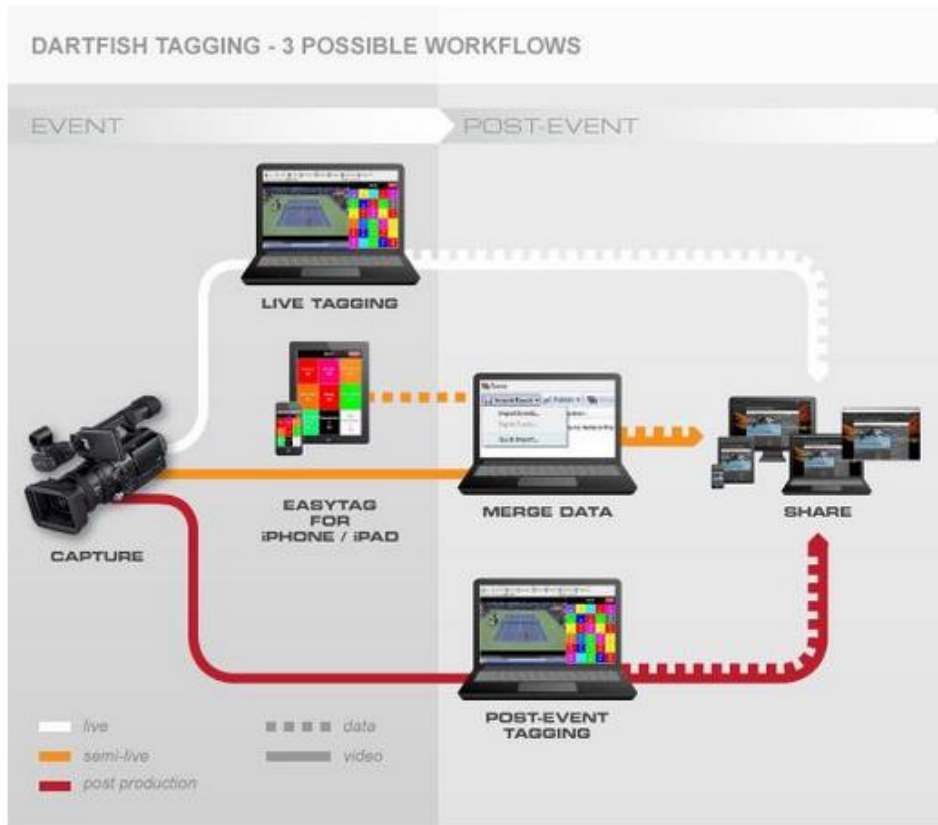 DARTFISH TAGGING - 3 POSSIBLE WORKFLOWS
EVENT
POST-EVENT
LIVE TAGGING
EASYTAG
FOR
iPHONE / iPAD
MERGE DATA
SHARE
CAPTURE
POST-EVENT
TAGGING
live
data
semi-live
video
post production